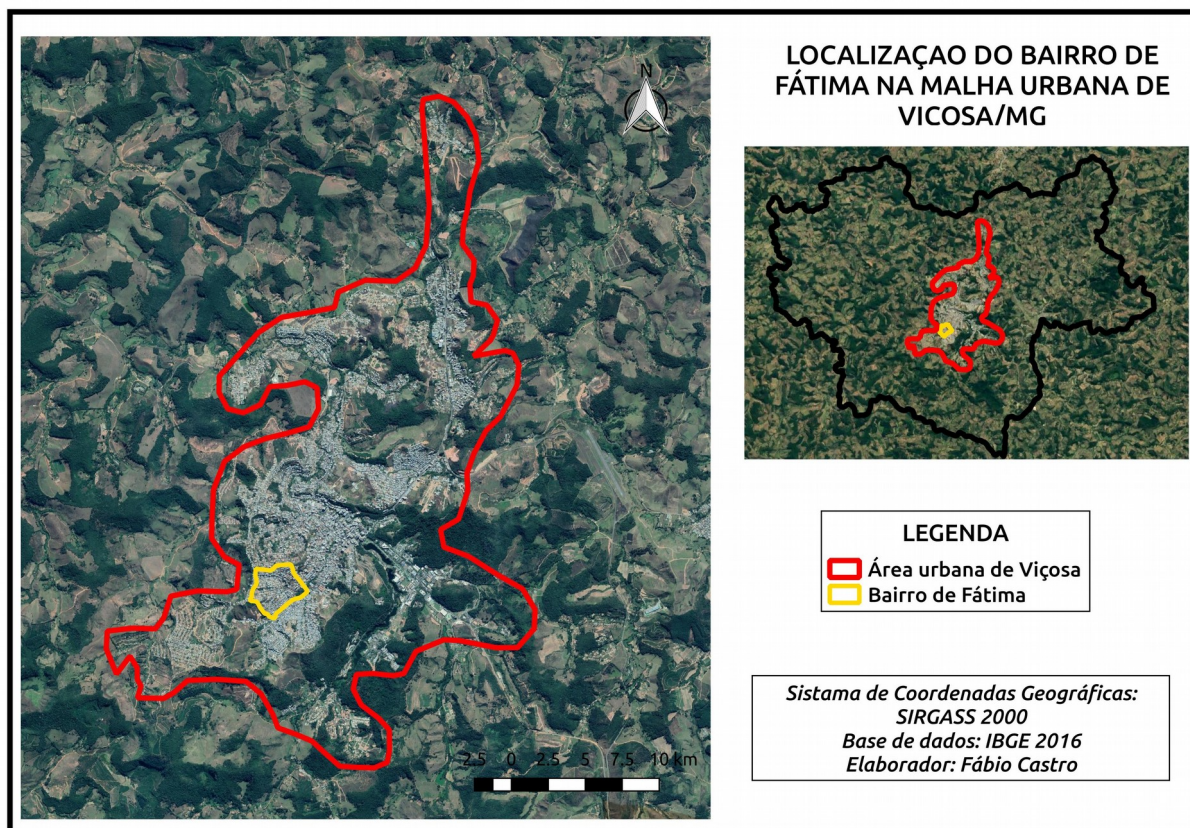 LOCALIZAÇAO DO BAIRRO DE
FÁTIMA NA MALHA URBANA DE
VICOSA/MG
N
LEGENDA
Área urbana de Viçosa
Bairro de Fátima
Sistama de Coordenadas Geográficas:
SIRGASS 2000
Base de dados: IBGE 2016
Elaborador: Fábio Castro
2.5 0 2.5 5 7.5 10 km